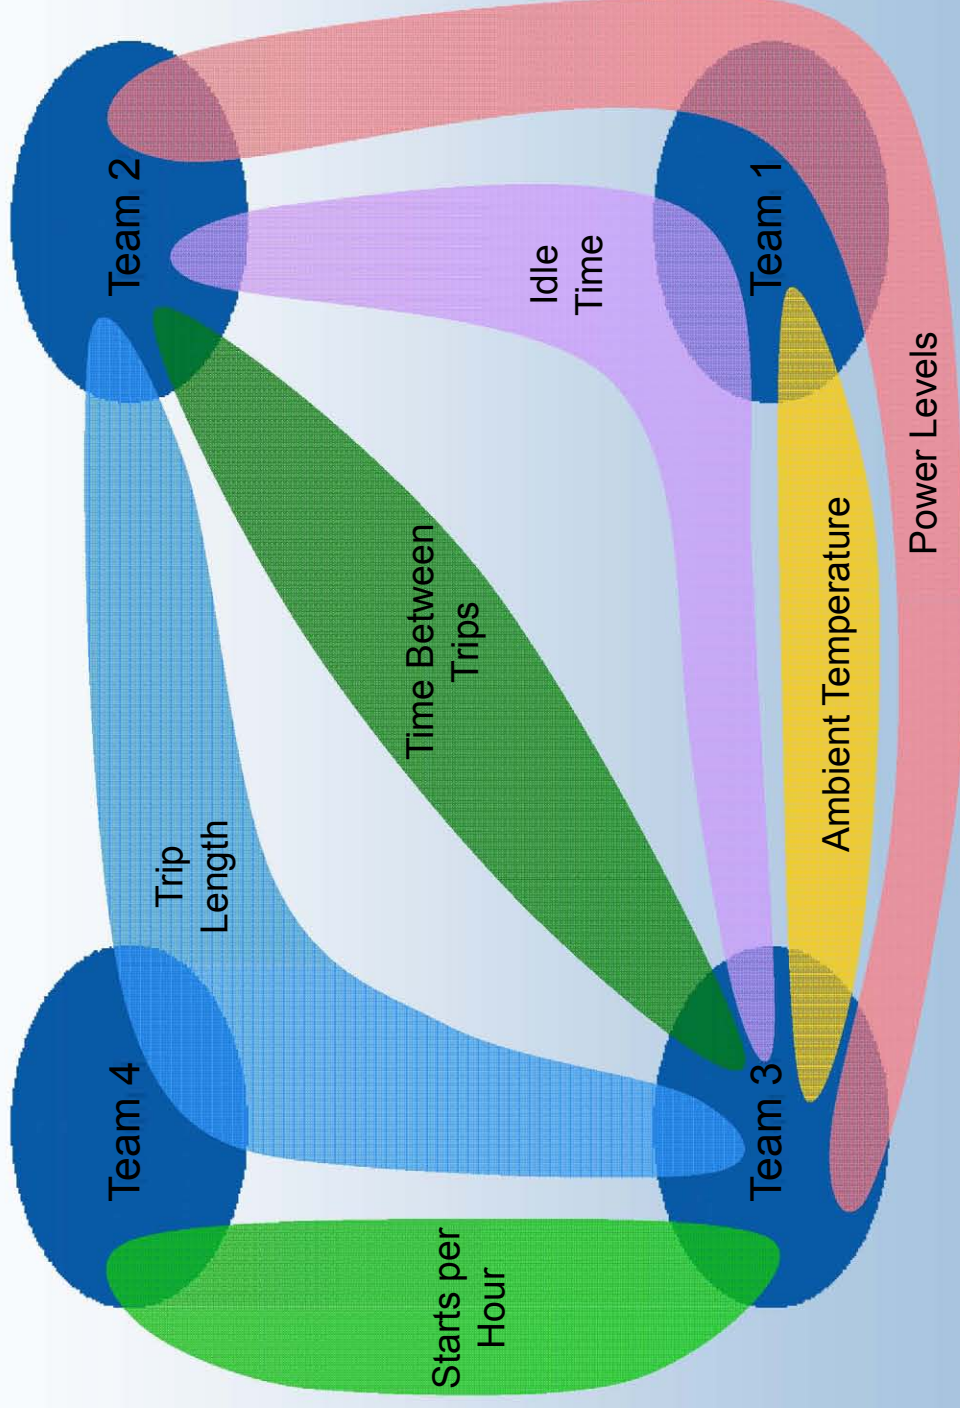 Team 4
Team 2
Trip
Length
Starts per
Hour
Time Between
Trips
Idle
Time
Team 3
Team 1
Ambient Temperature
Power Levels